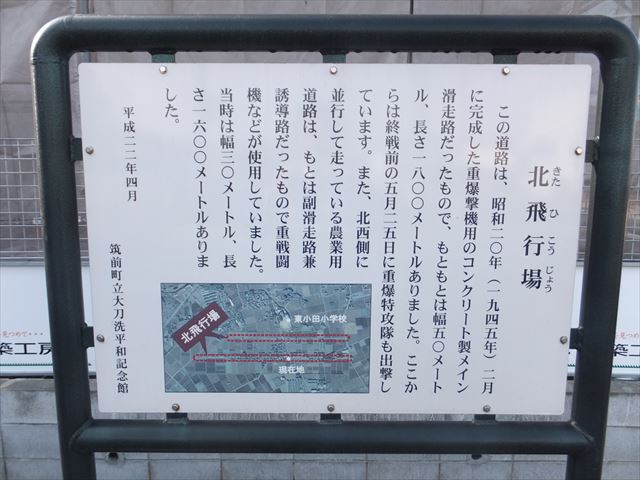 北飛行場
きた ひ こう じょう
この道路は、昭和二〇年（一九四五年）二月
に完成した重爆撃機用のコンクリート製メイン
滑走路だったもので、もともとは幅五〇メート
ル、長さ一八〇〇メートルありました。ここか
らは終戦前の五月二五日に重爆特攻隊も出撃し
ています。また、北西側に
並行して走っている農業用
道路は、もとは副滑走路兼
誘導路だったもので重戦闘
機などが使用していました。
当時は幅三〇メートル、長
さ一六〇〇メートルありま
した。
平成二二年四月
筑前町立大刀洗平和記念館
北飛行場
東小田小学校
現在地
見つめて・・・
築工房